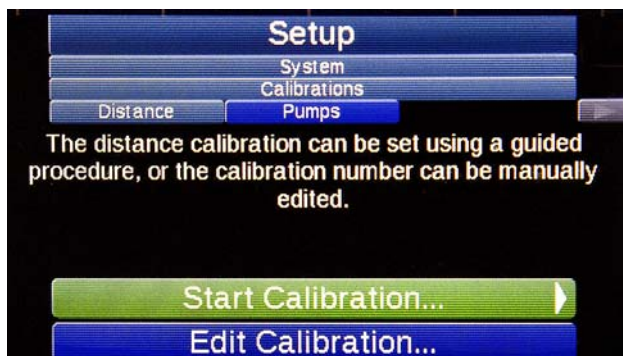 Setup
System
Calibrations
Distance Pumps
The distance calibration can be set using a guided
procedure, or the calibration number can be manually
edited.
Start Calibration...
Edit Calibration...